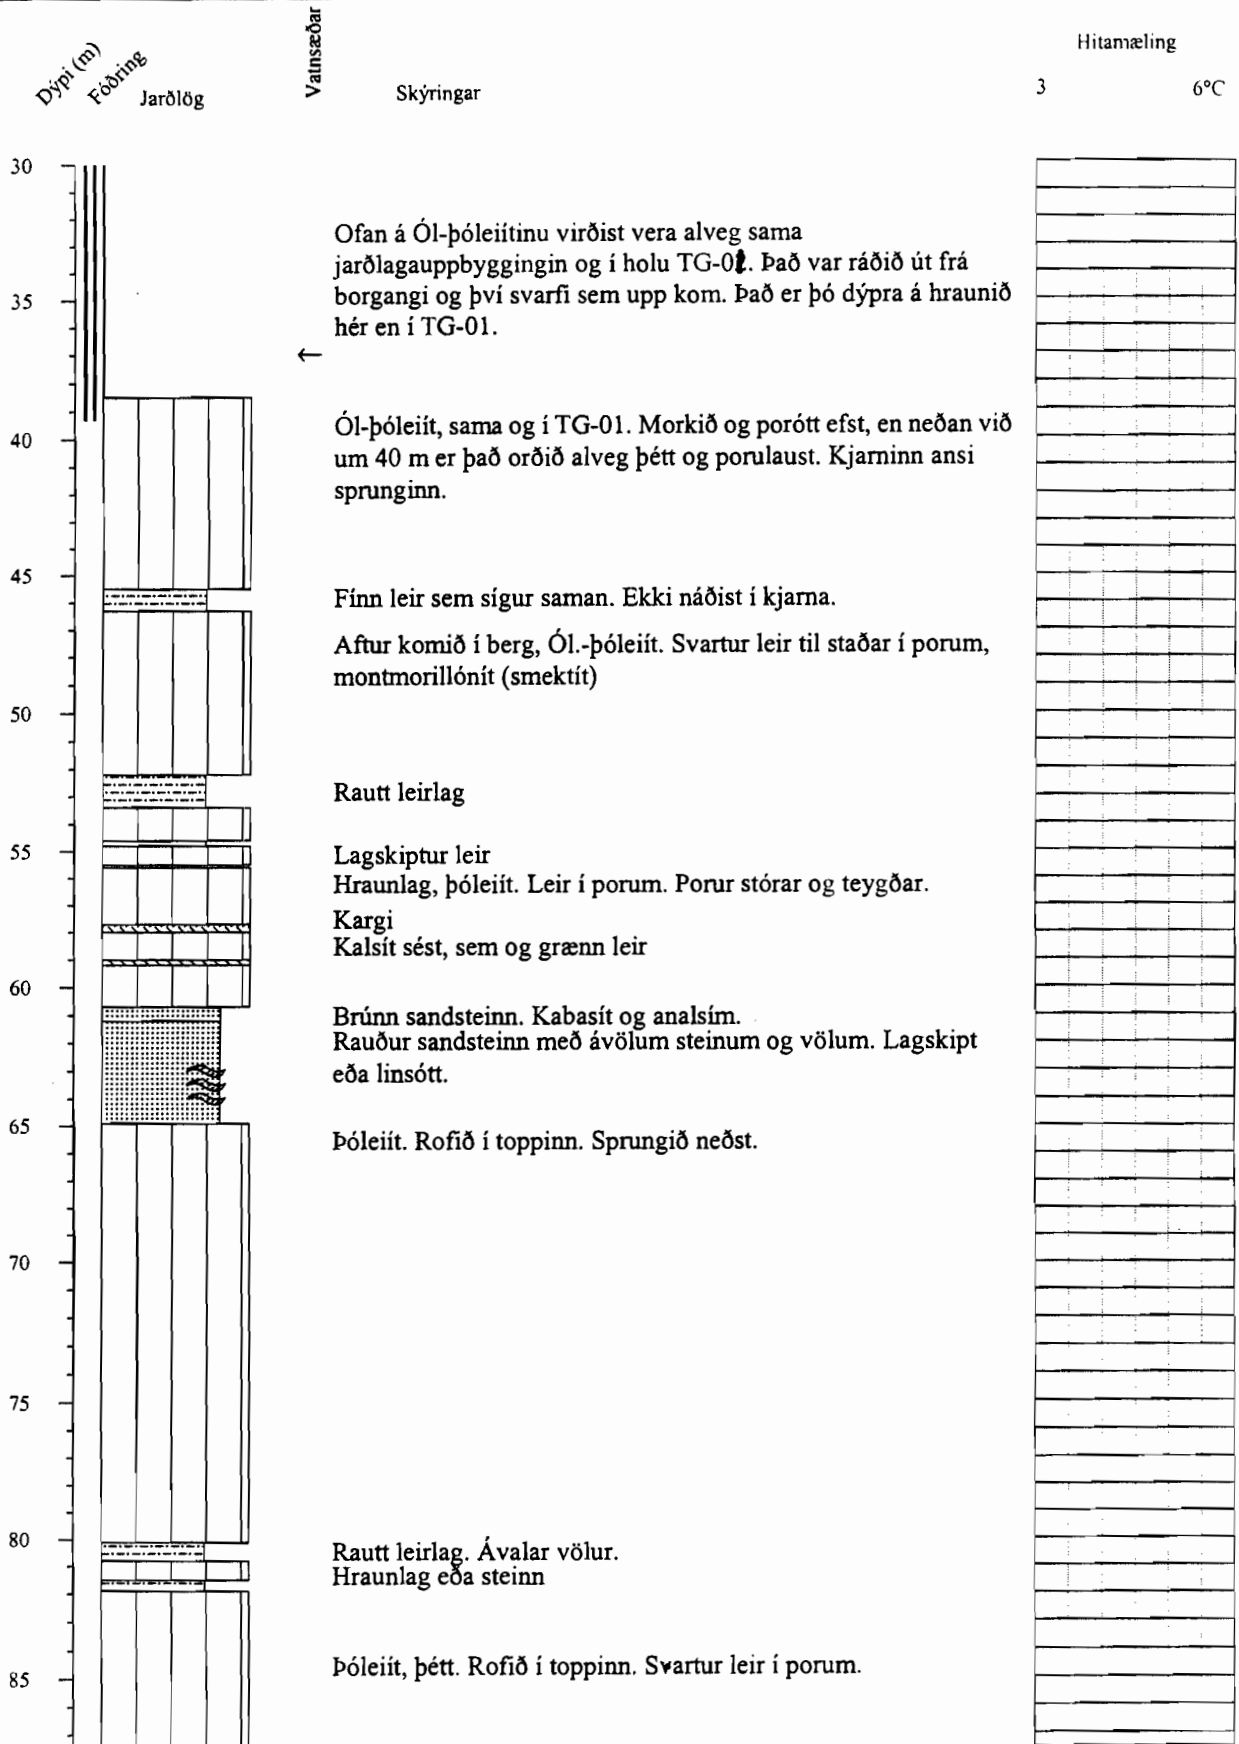 Dýpi (m)
Fóðring
Jarðlög
Vatnsæðar
Skýringar
Hitamæling
3 6°C
30
Ofan á Ól-þóleiítinu virðist vera alveg sama
jarðlagauppbyggingin og í holu TG-01. Það var ráðið út frá
35 borgangi og því svarfi sem upp kom. Það er þó dýpra á hraunið
hér en í TG-01.
←
Ól-þóleiít, sama og í TG-01. Morkið og porótt efst, en neðan við
40
um 40 m er það orðið alveg þétt og porulaust. Kjarninn ansi
sprunginn.
45
Fínn leir sem sígur saman. Ekki náðist í kjarna.
Aftur komið í berg, Ól.-þóleiít. Svartur leir til staðar í porum,
montmorillónít (smektít)
50
Rautt leirlag
55 Lagskiptur leir
Hraunlag, þóleiít. Leir í porum. Porur stórar og teygðar.
Kargi
Kalsít sést, sem og grænn leir
60
Brúnn sandsteinn. Kabasít og analsím.
Rauður sandsteinn með ávölum steinum og völum. Lagskipt
eða linsótt.
65
Þóleiít. Rofið í toppinn. Sprungið neðst.
70
75
80
Rautt leirlag. Ávalar völur.
Hraunlag eða steinn
Þóleiít, þétt. Rofið í toppinn. Svartur leir í porum.
85